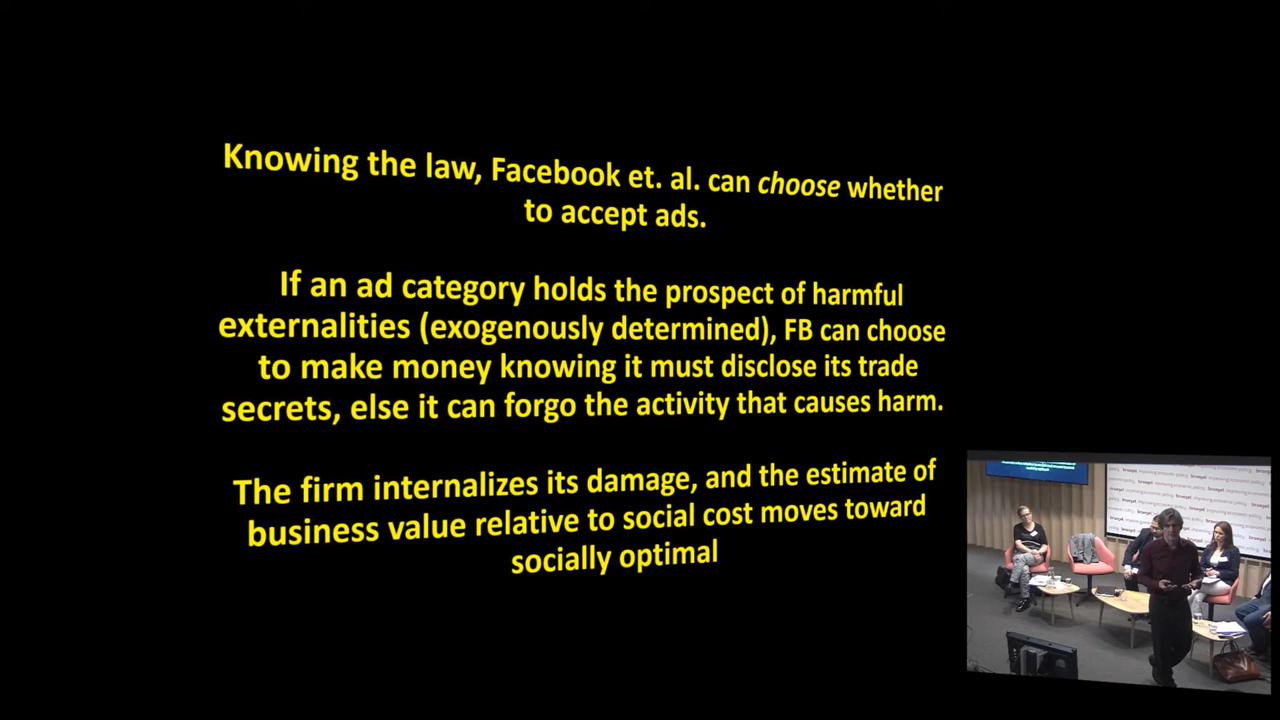 Knowing the law, Facebook et. al. can choose whether
to accept ads.
If an ad category holds the prospect of harmful
externalities (exogenously determined), FB can choose
to make money knowing it must disclose its trade
secrets, else it can forgo the activity that causes harm.
The firm internalizes its damage, and the estimate of
business value relative to social cost moves toward
socially optimal